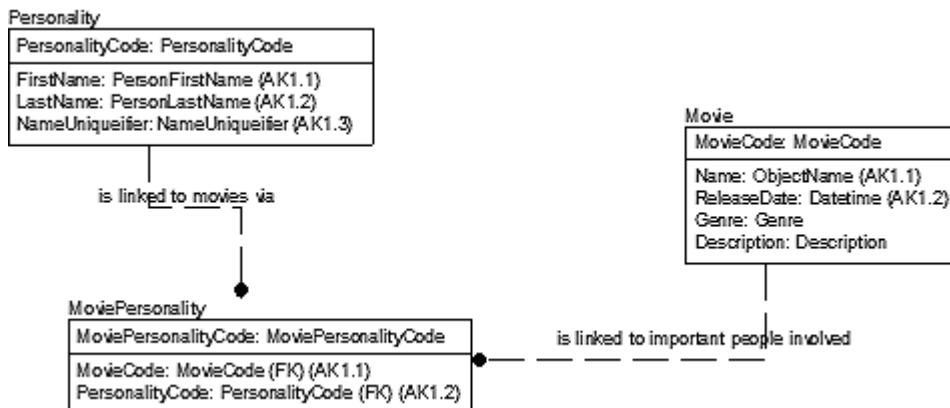 Personality
PersonalityCode: PersonalityCode
FirstName: PersonFirstName (AK1.1)
LastName: PersonLastName (AK1.2)
NameUniqueifier: NameUniqueifier (AK1.3)
is linked to movies via
Movie
MovieCode: MovieCode
Name: ObjectName (AK1.1)
ReleaseDate: Datetime (AK1.2)
Genre: Genre
Description: Description
is linked to important people involved
MoviePersonality
MoviePersonalityCode: MoviePersonalityCode
MovieCode: MovieCode (FK) (AK1.1)
PersonalityCode: PersonalityCode (FK) (AK1.2)